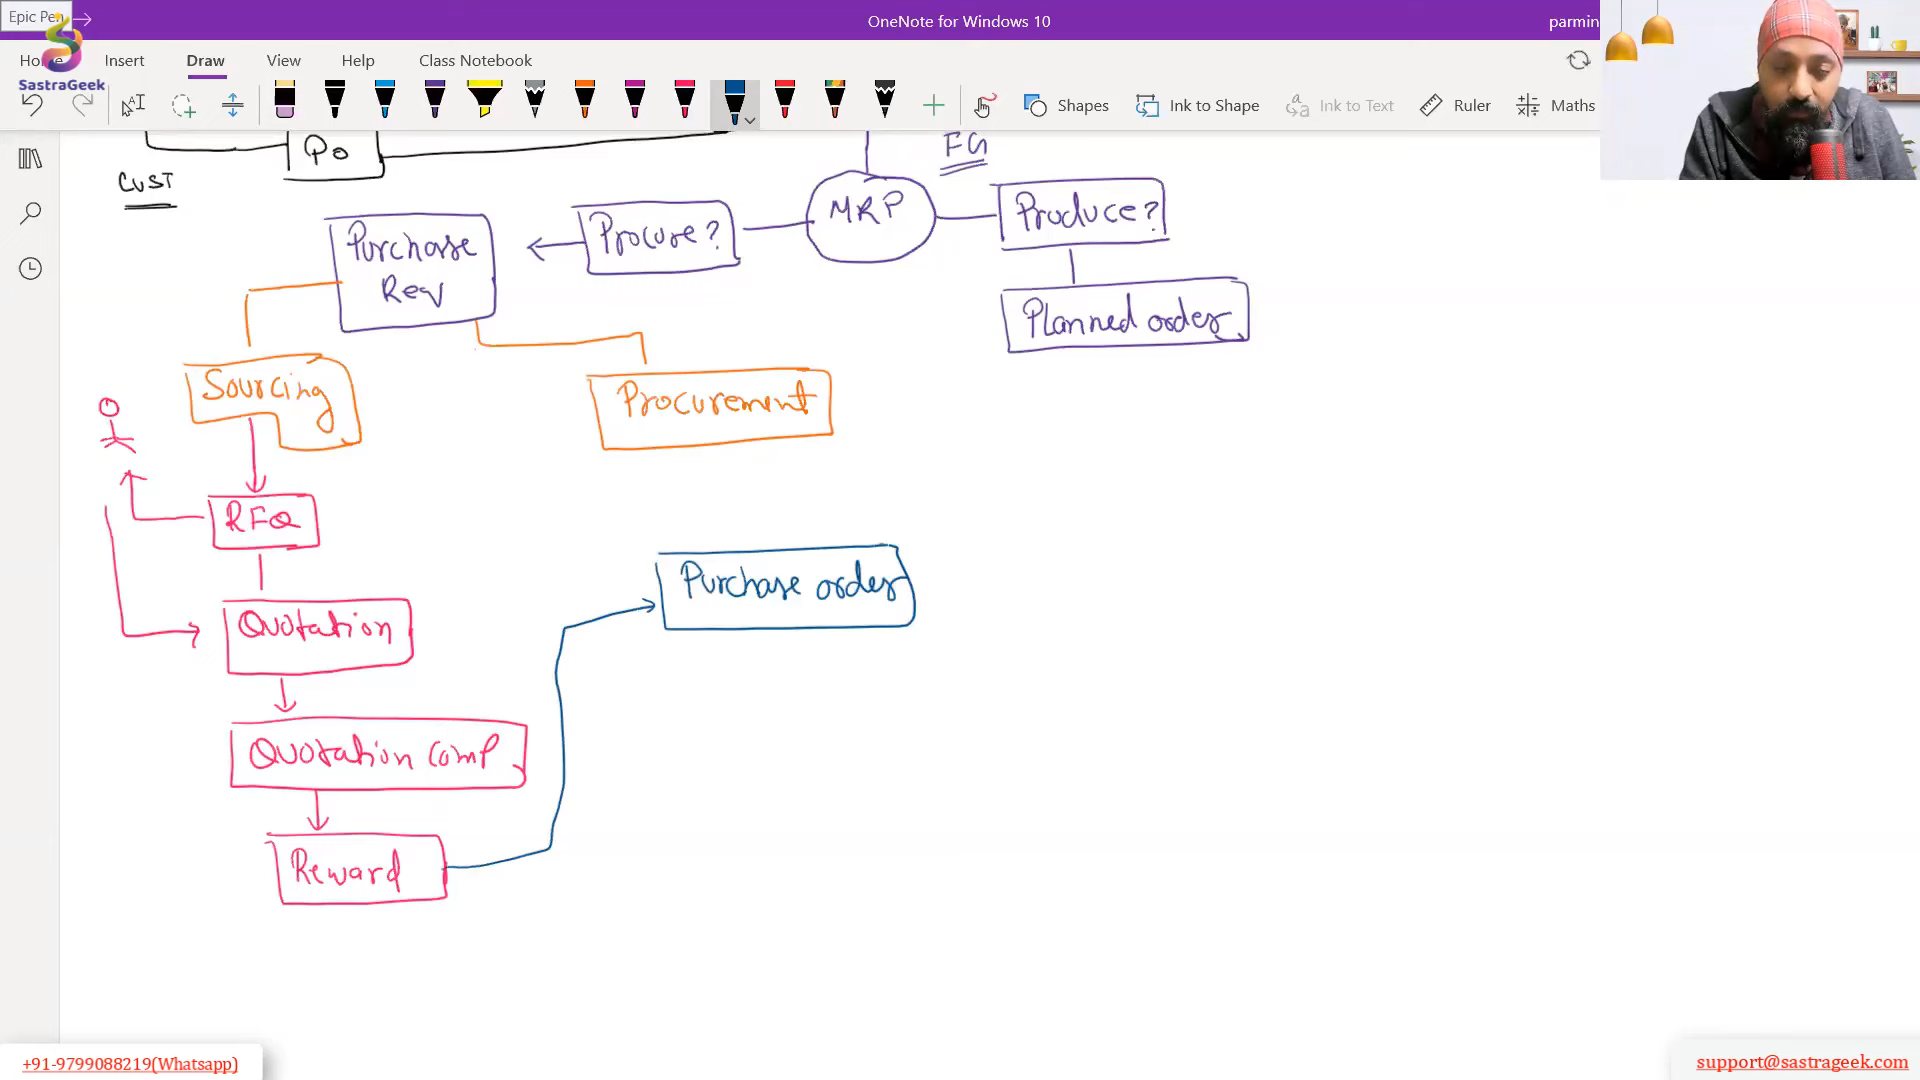 Epic Pen
OneNote for Windows 10
parmin
Insert
Draw
View
Help
Class Notebook
SastraGeek
Shapes
Ink to Shape
Ink to Text
Ruler
Maths
PO
CUST
FG
MRP
Produce?
Procure?
Purchase
Req
Planned order
Sourcing
Procurement
RFQ
Purchase order
Quotation
Quotation Comp
Reward
+91-9799088219(Whatsapp)
support@sastrageek.com